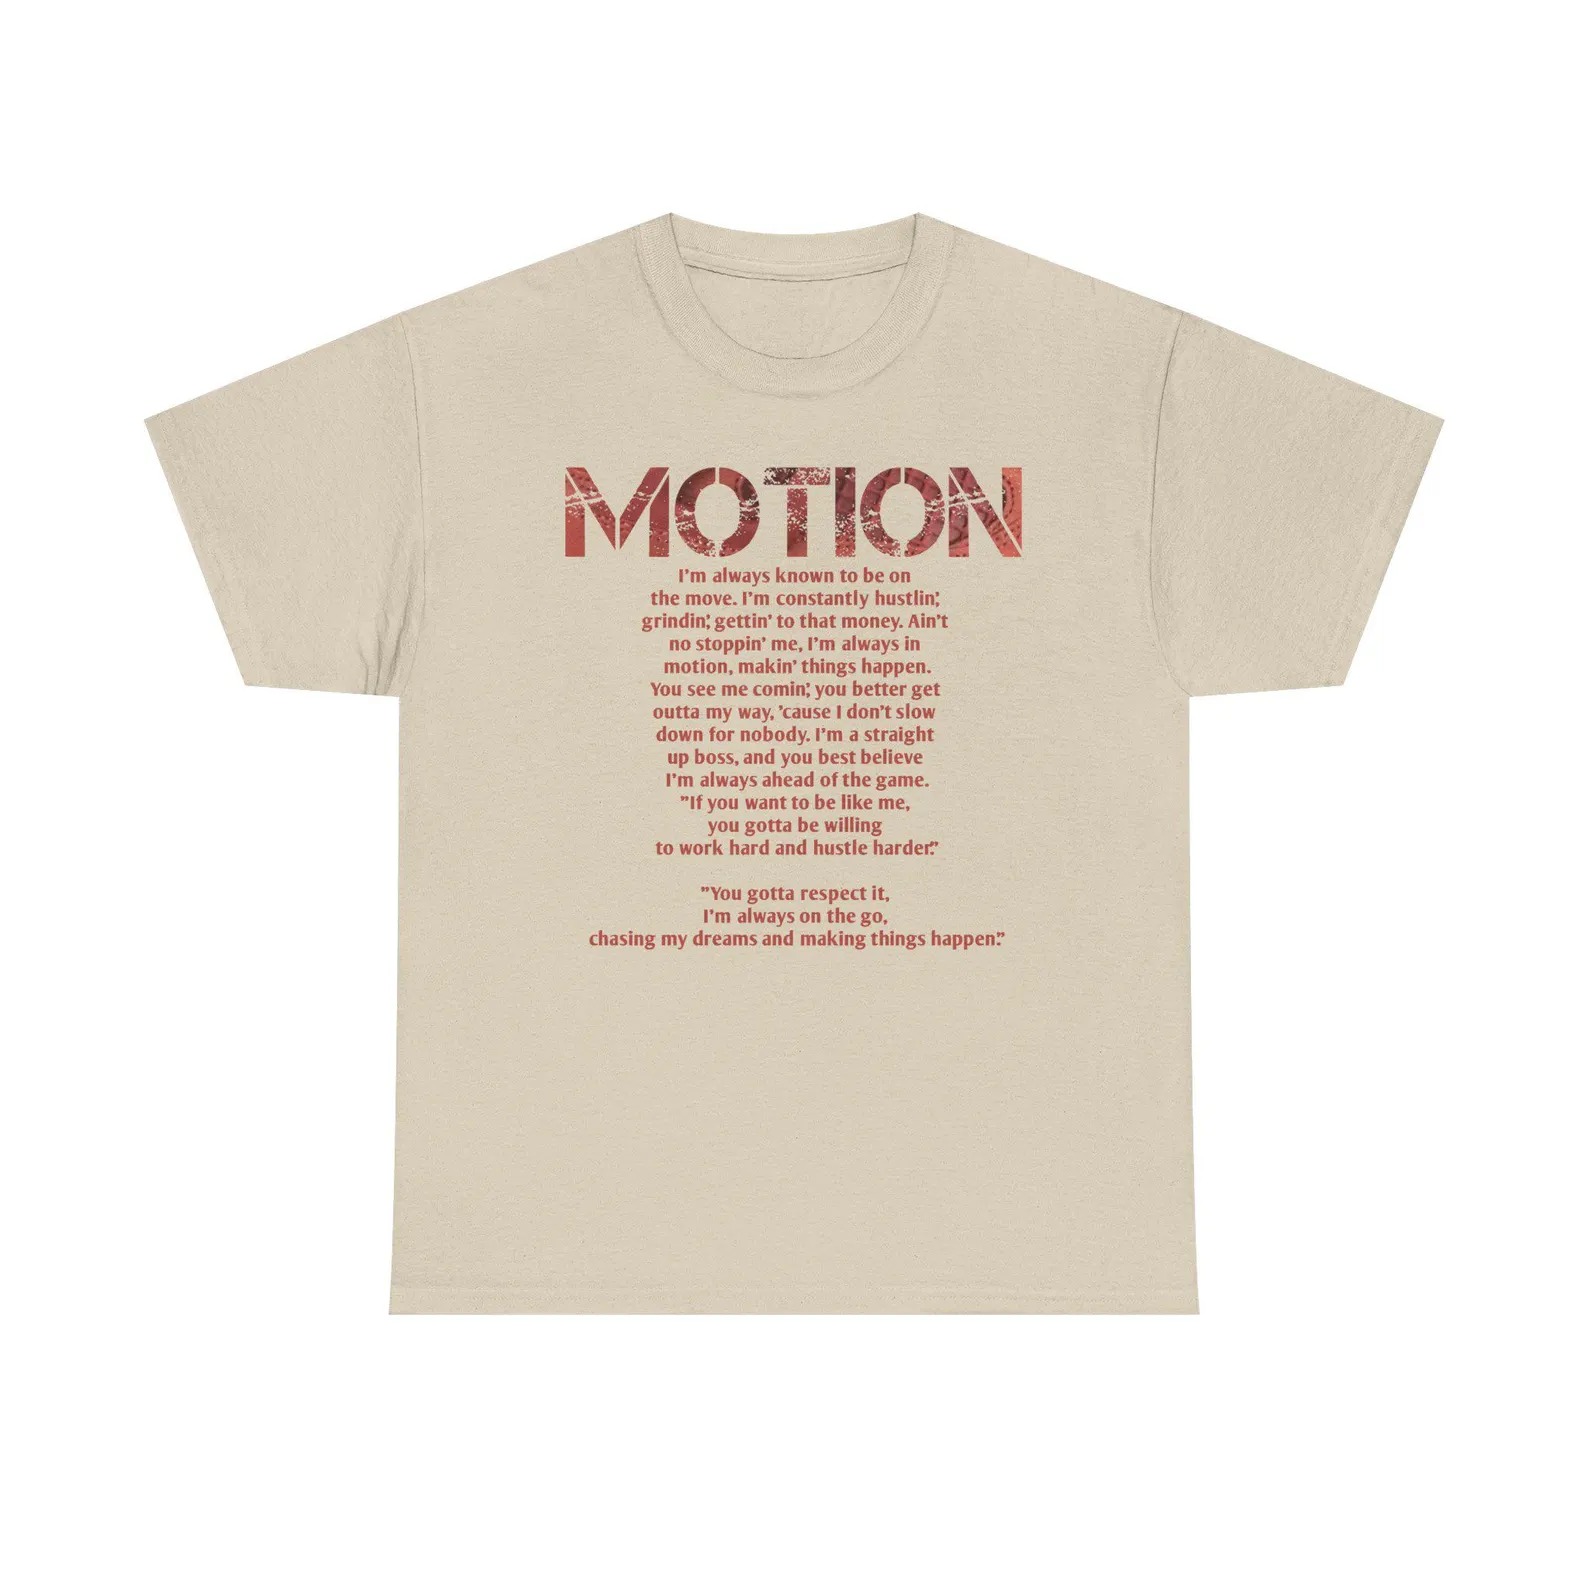 MOTION
I'm always known to be on
the move. I'm constantly hustlin',
grindin', gettin' to that money. Ain't
no stoppin' me, I'm always in
motion, makin' things happen.
You see me comin', you better get
outta my way, 'cause I don't slow
down for nobody. I'm a straight
up boss, and you best believe
I'm always ahead of the game.
"If you want to be like me,
you gotta be willing
to work hard and hustle harder."
"You gotta respect it,
I'm always on the go,
chasing my dreams and making things happen."